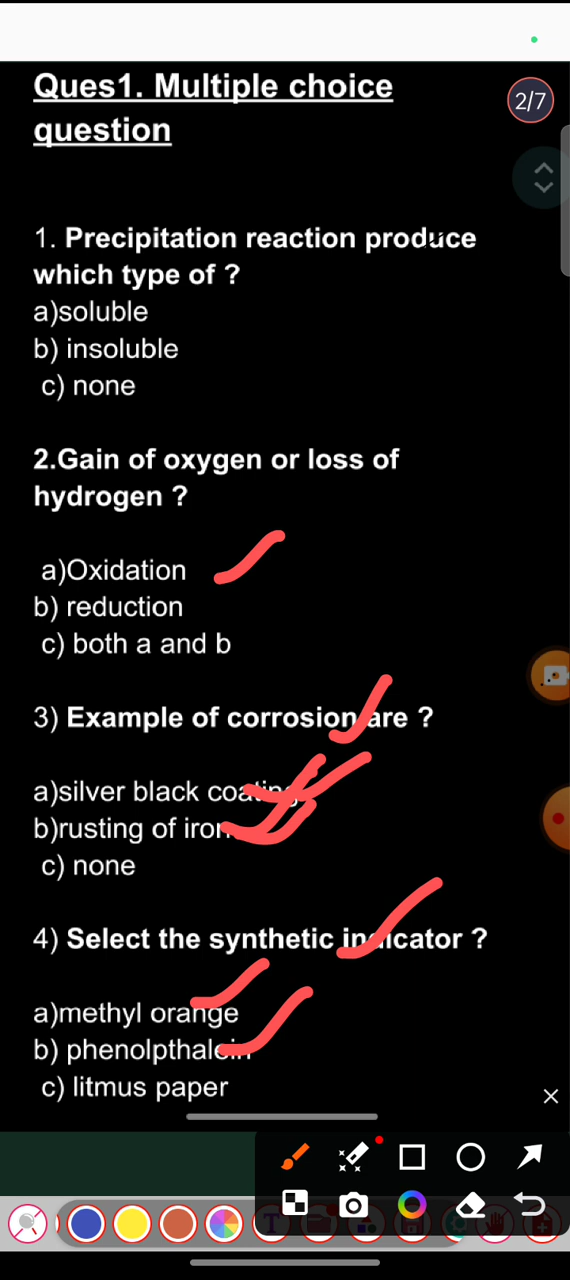 Ques1. Multiple choice
question
2/7
1. Precipitation reaction produce
which type of ?
a)soluble
b) insoluble
c) none
2.Gain of oxygen or loss of
hydrogen ?
a)Oxidation
b) reduction
c) both a and b
3) Example of corrosion are ?
a)silver black coating
b)rusting of iron
c) none
4) Select the synthetic indicator ?
a)methyl orange
b) phenolpthalein
c) litmus paper